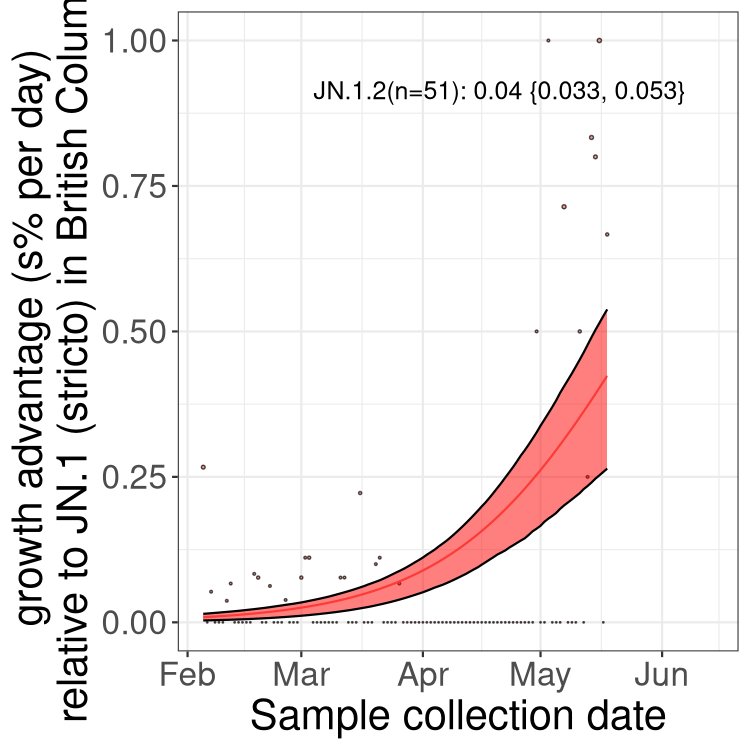 growth advantage (s% per day)
relative to JN.1 (stricto) in British Colum
1.00
0.75
0.50
0.25
0.00
JN.1.2(n=51): 0.04 {0.033, 0.053}
Feb Mar Apr May Jun
Sample collection date